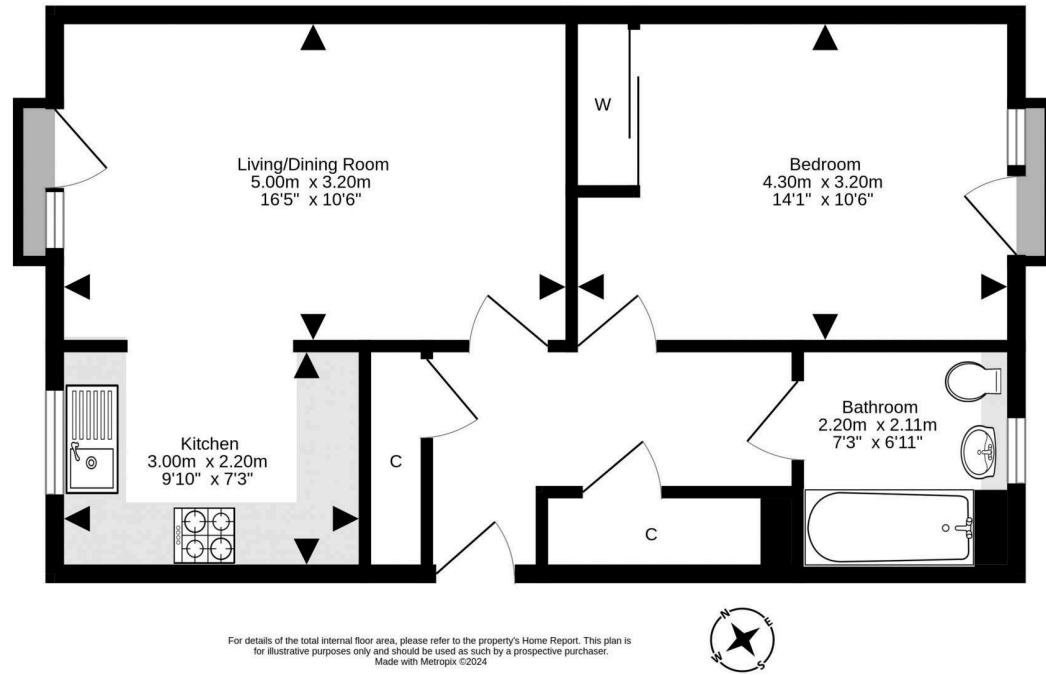 Living/Dining Room
5.00m x 3.20m
16'5" x 10'6"
W
Bedroom
4.30m x 3.20m
14'1" x 10'6"
Kitchen
3.00m x 2.20m
9'10" x 7'3"
C
C
Bathroom
2.20m x 2.11m
7'3" x 6'11"
For details of the total internal floor area, please refer to the property's Home Report. This plan is
for illustrative purposes only and should be used as such by a prospective purchaser.
Made with Metropix ©2024
N
E
W
S